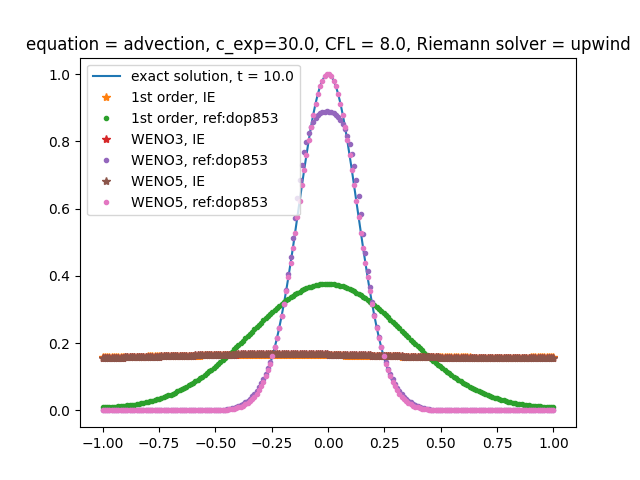 equation = advection, c_exp=30.0, CFL = 8.0, Riemann solver = upwind
exact solution, t = 10.0
1st order, IE
1st order, ref:dop853
WENO3, IE
WENO3, ref:dop853
WENO5, IE
WENO5, ref:dop853
1.0
0.8
0.6
0.4
0.2
0.0
−1.00 −0.75 −0.50 −0.25 0.00 0.25 0.50 0.75 1.00